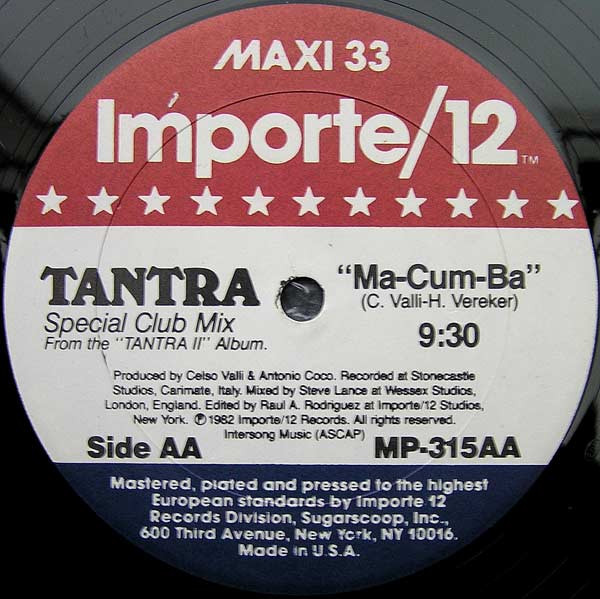 MAXI 33
Importe/12 TM
TANTRA
Special Club Mix
From the "TANTRA II" Album.
"Ma-Cum-Ba"
(C. Valli-H. Vereker)
9:30
Produced by Celso Valli & Antonio Coco. Recorded at Stonecastle
Studios, Carimate, Italy. Mixed by Steve Lance at Wessex Studios,
London, England. Edited by Raul A. Rodriguez at Importe/12 Studios,
New York. ℗1982 Importe/12 Records. All rights reserved.
Intersong Music (ASCAP)
Side AA MP-315AA
Mastered, plated and pressed to the highest
European standards by Importe 12
Records Division, Sugarscoop, Inc.,
600 Third Avenue, New York, NY 10016.
Made in U.S.A.